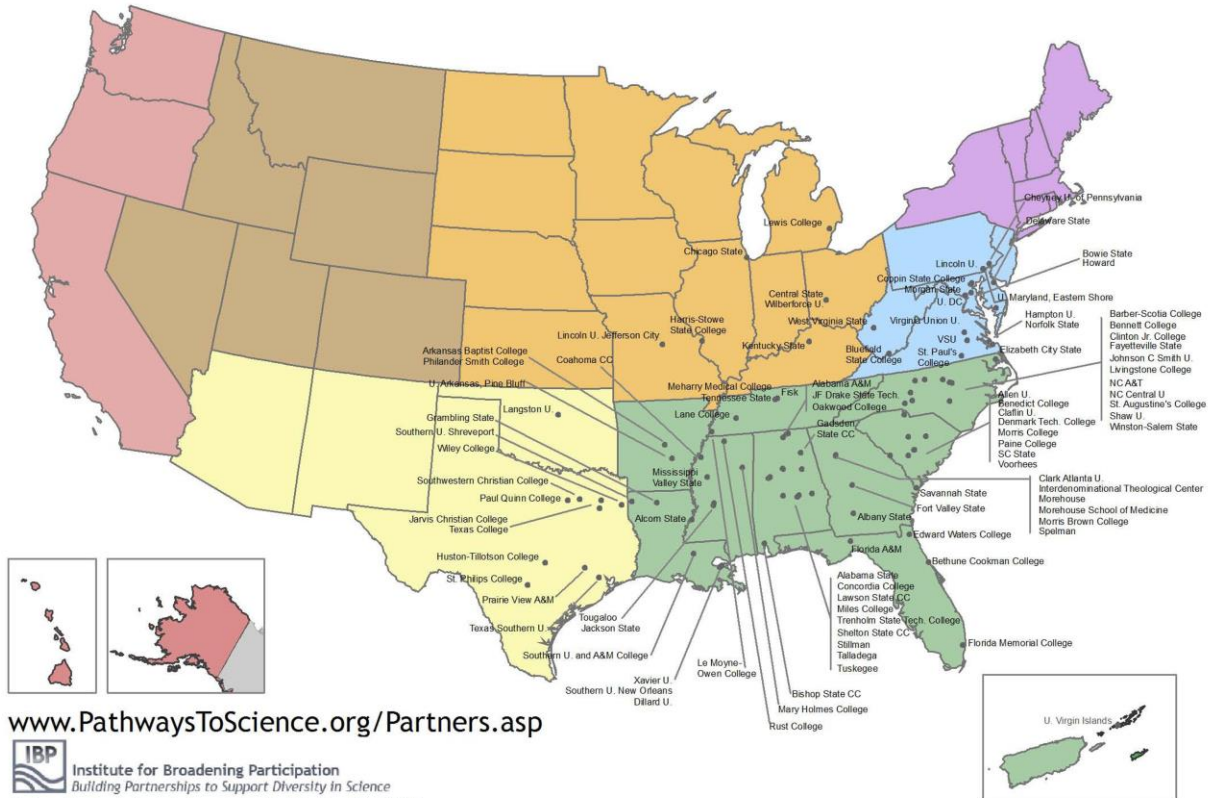 Cheyney U. of Pennsylvania
Delaware State
Lewis College
Chicago State
Lincoln U.
Bowie State
Howard
Coppin State College
Morgan State
U. DC
U. Maryland, Eastern Shore
Central State
Wilberforce U.
West Virginia State
Virginia Union U.
Hampton U.
Norfolk State
Harris-Stowe
State College
Lincoln U. Jefferson City
Kentucky State
Bluefield
State College
VSU
St. Paul's
College
Elizabeth City State
Barber-Scotia College
Bennett College
Clinton Jr. College
Fayetteville State
Johnson C Smith U.
Livingstone College
NC A&T
NC Central U
St. Augustine's College
Shaw U.
Winston-Salem State
Arkansas Baptist College
Philander Smith College
Coahoma CC
U. Arkansas, Pine Bluff
Meharry Medical College
Tennessee State
Fisk
Alabama A&M
JF Drake State Tech.
Oakwood College
Lane College
Gadsden
State CC
Allen U.
Benedict College
Claflin U.
Denmark Tech. College
Morris College
Paine College
SC State
Voorhees
Langston U.
Grambling State
Southern U. Shreveport
Wiley College
Southwestern Christian College
Paul Quinn College
Jarvis Christian College
Texas College
Mississippi
Valley State
Alcorn State
Savannah State
Fort Valley State
Albany State
Edward Waters College
Florida A&M
Bethune Cookman College
Clark Atlanta U.
Interdenominational Theological Center
Morehouse
Morehouse School of Medicine
Morris Brown College
Spelman
Huston-Tillotson College
St. Philips College
Prairie View A&M
Texas Southern U.
Tougaloo
Jackson State
Southern U. and A&M College
Xavier U.
Southern U. New Orleans
Dillard U.
Le Moyne-
Owen College
Alabama State
Concordia College
Lawson State CC
Miles College
Trenholm State Tech. College
Shelton State CC
Stillman
Talladega
Tuskegee
Florida Memorial College
Bishop State CC
Mary Holmes College
Rust College
U. Virgin Islands
www.PathwaysToScience.org/Partners.asp
IBP
Institute for Broadening Participation
Building Partnerships to Support Diversity in Science